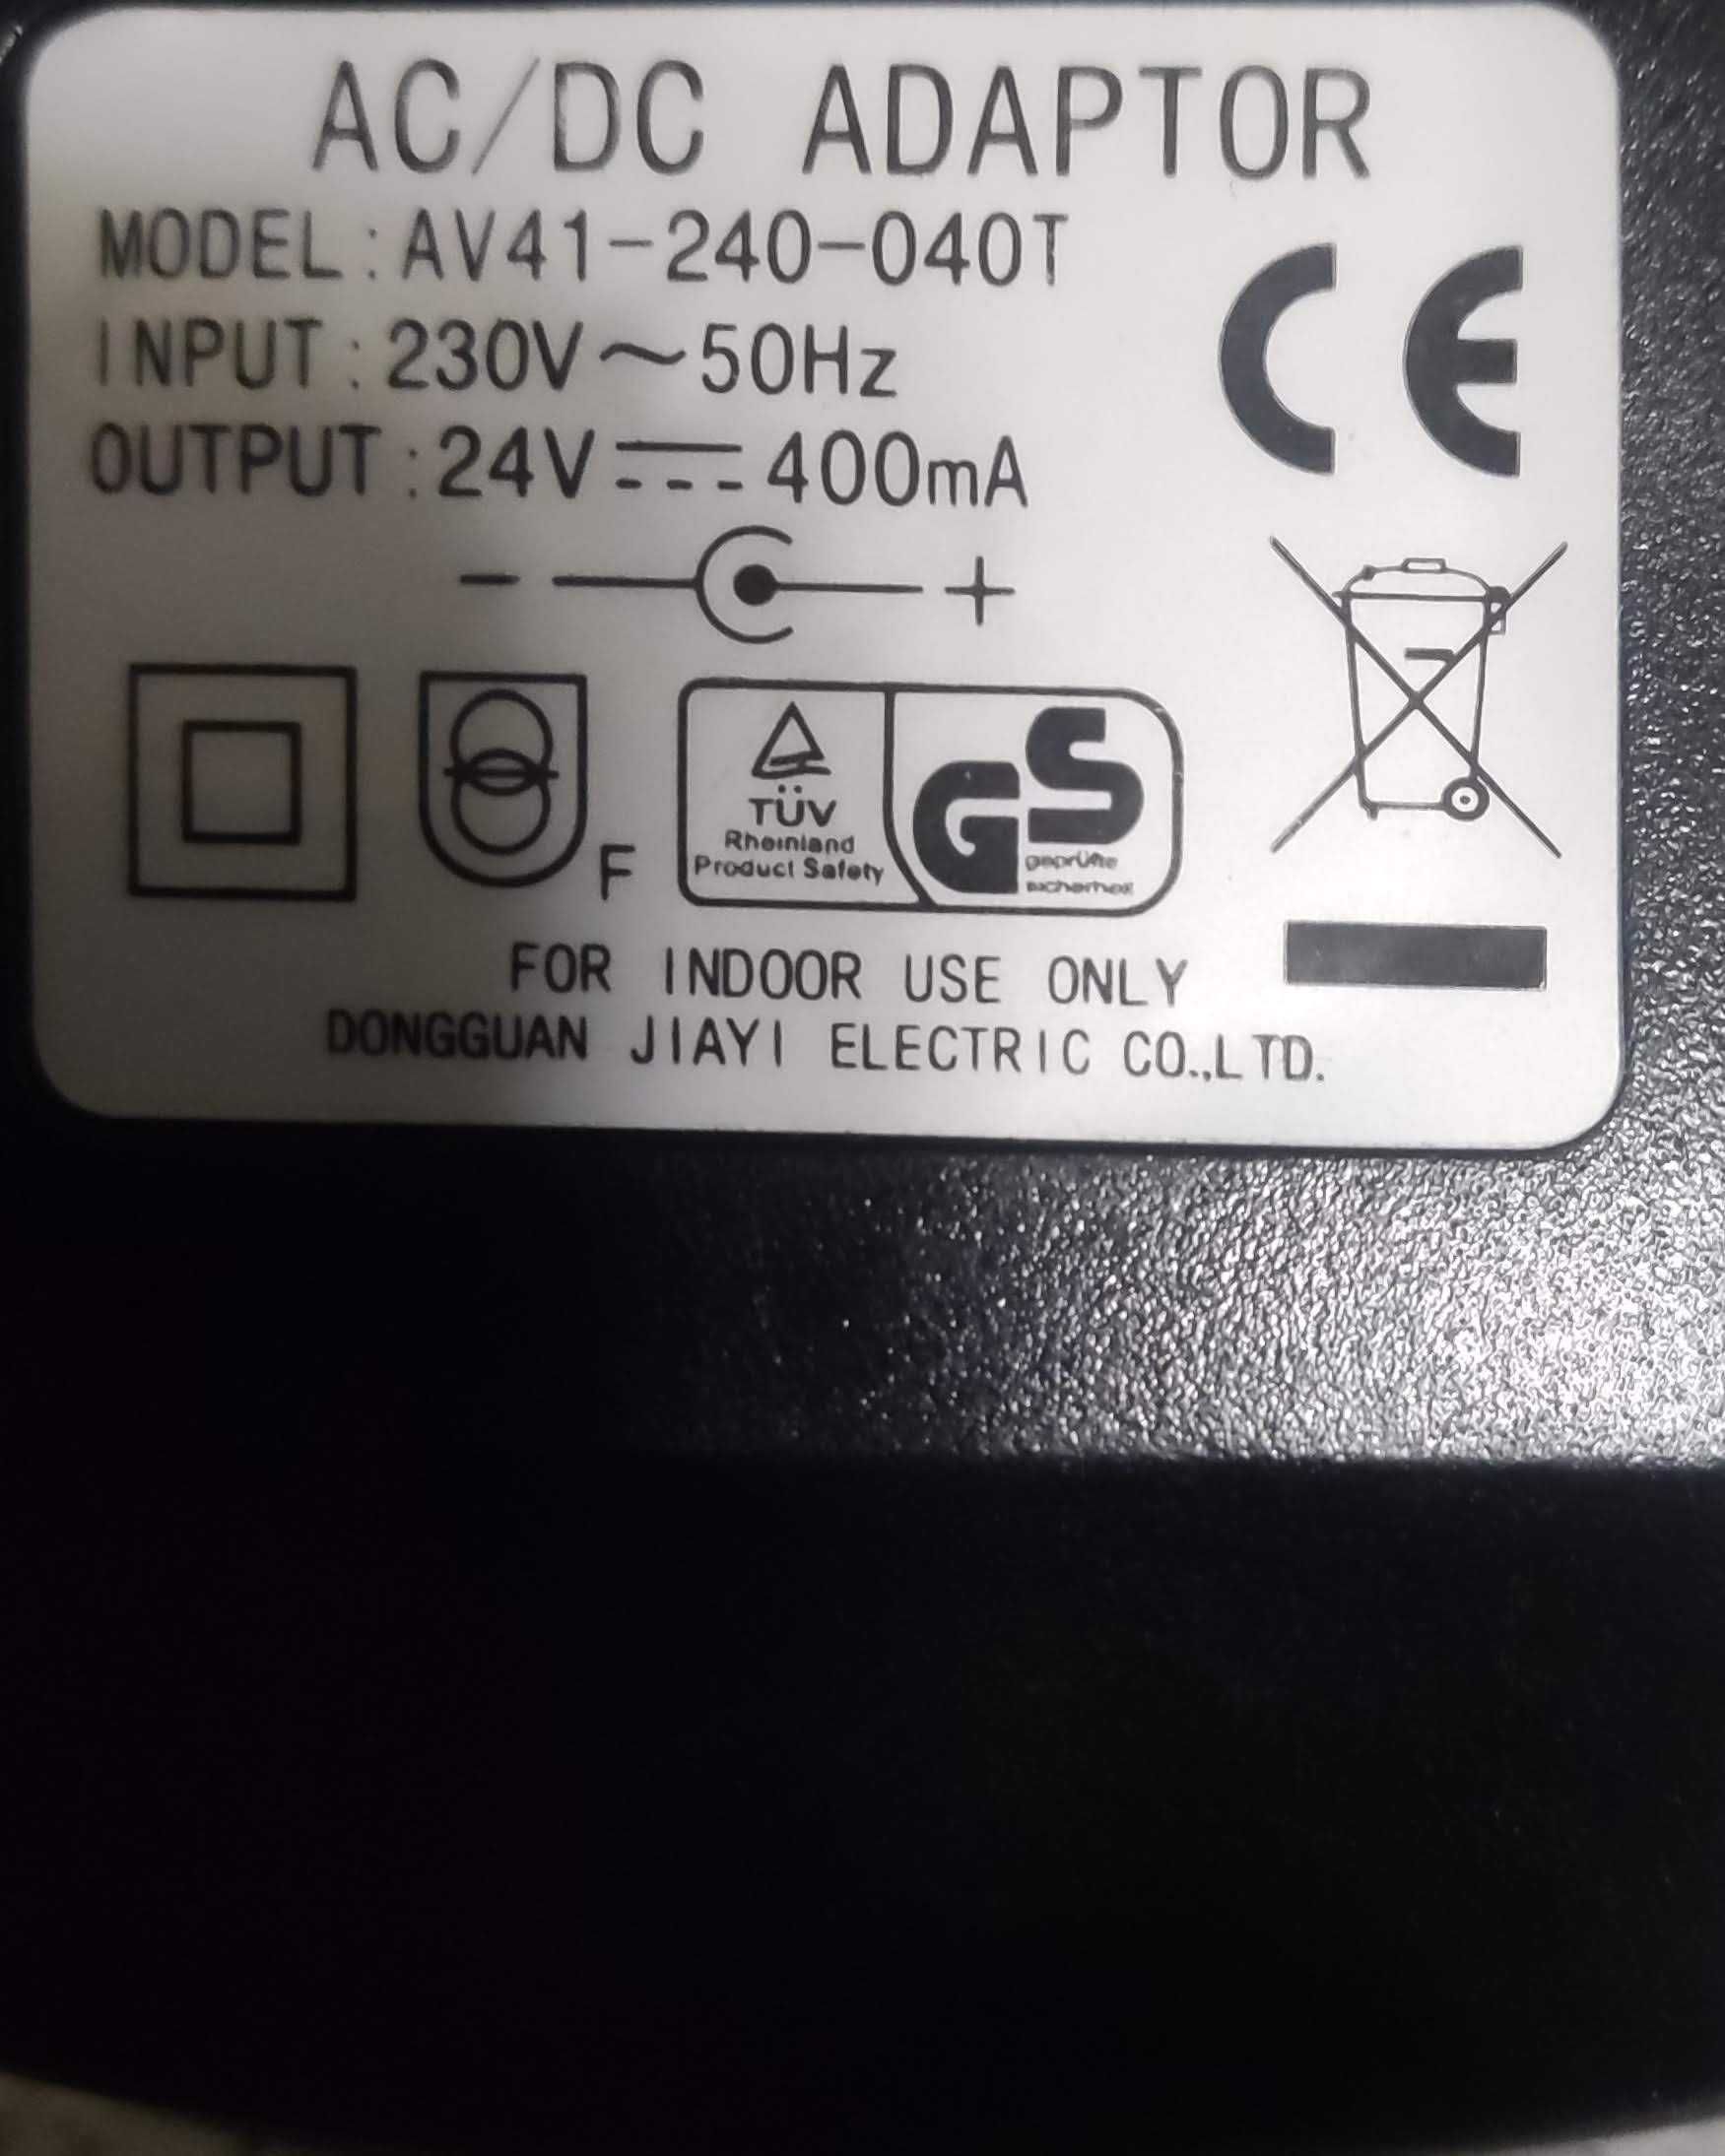 AC/DC ADAPTOR
MODEL:AV41-240-040T
INPUT:230V~50Hz
OUTPUT:24V⎓400mA
- +
CE
F
TÜV
Rheinland
Product Safety
GS
geprüfte
FOR INDOOR USE ONLY
DONGGUAN JIAYI ELECTRIC CO.,LTD.